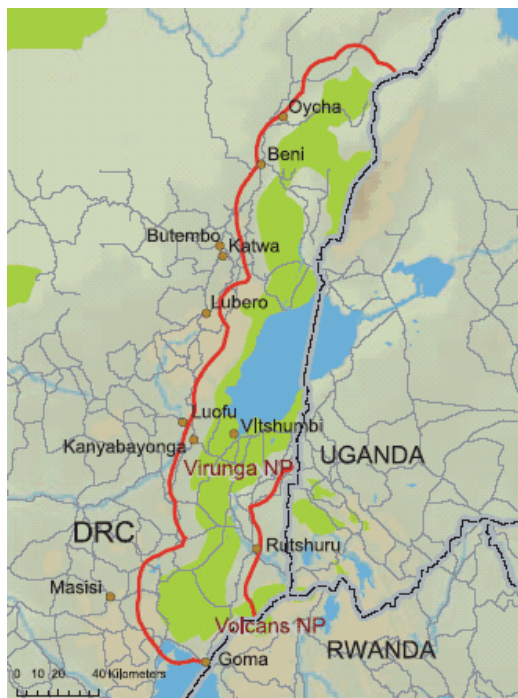 Oycha
Beni
Butembo
Katwa
Lubero
Luofu
Vitshumbi
Kanyabayonga
UGANDA
Virunga NP
DRC
Rutshuru
Masisi
Volcans NP
RWANDA
Goma
0 10 20 40 Kilometers